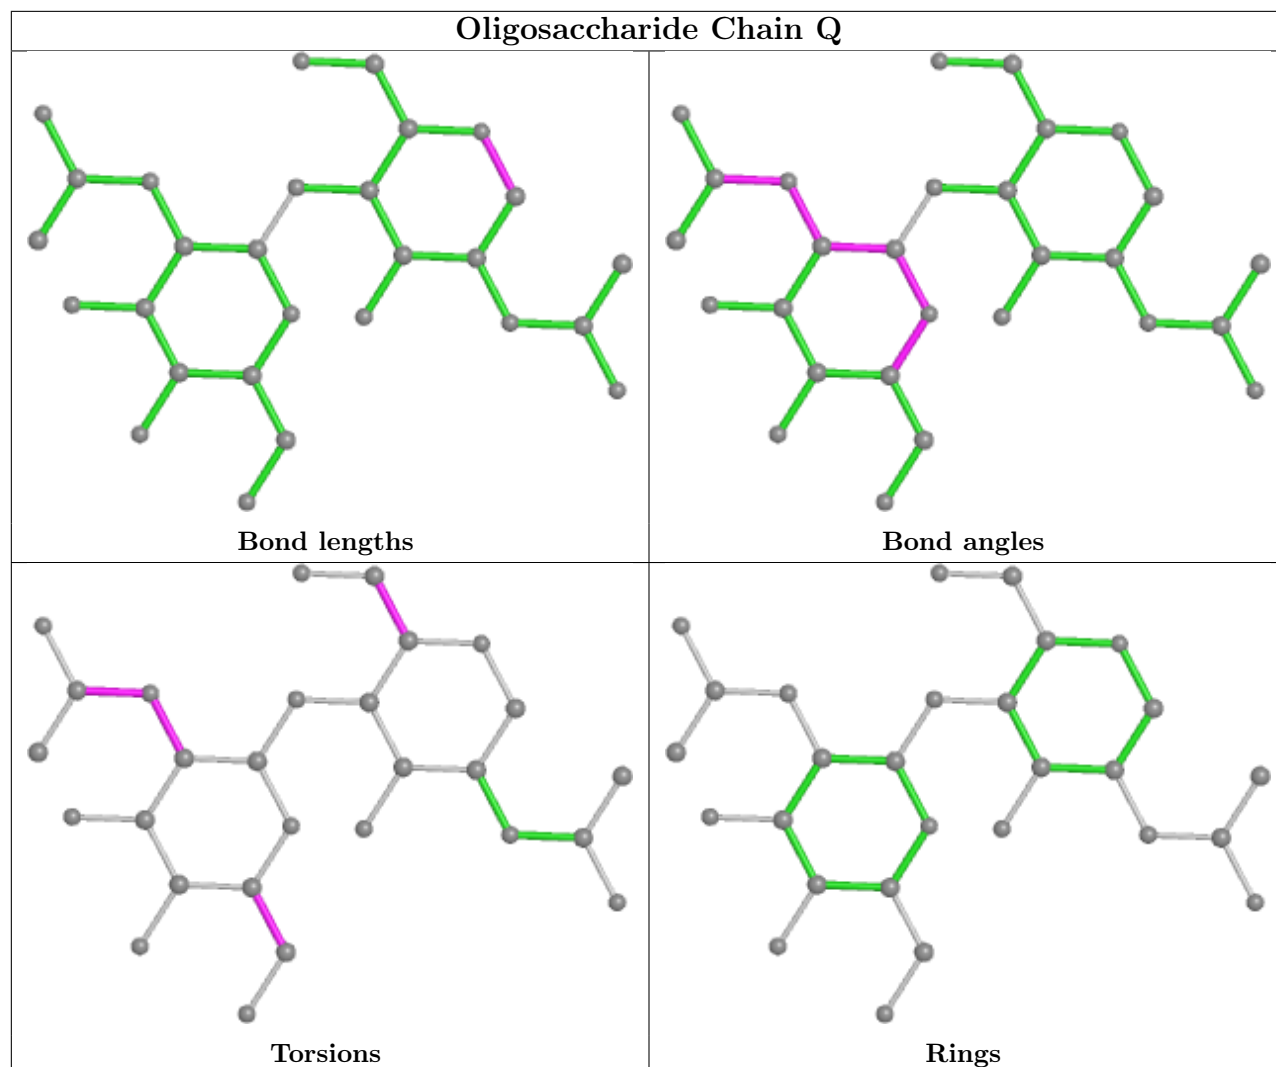 Oligosaccharide Chain Q
Bond lengths
Bond angles
Torsions
Rings